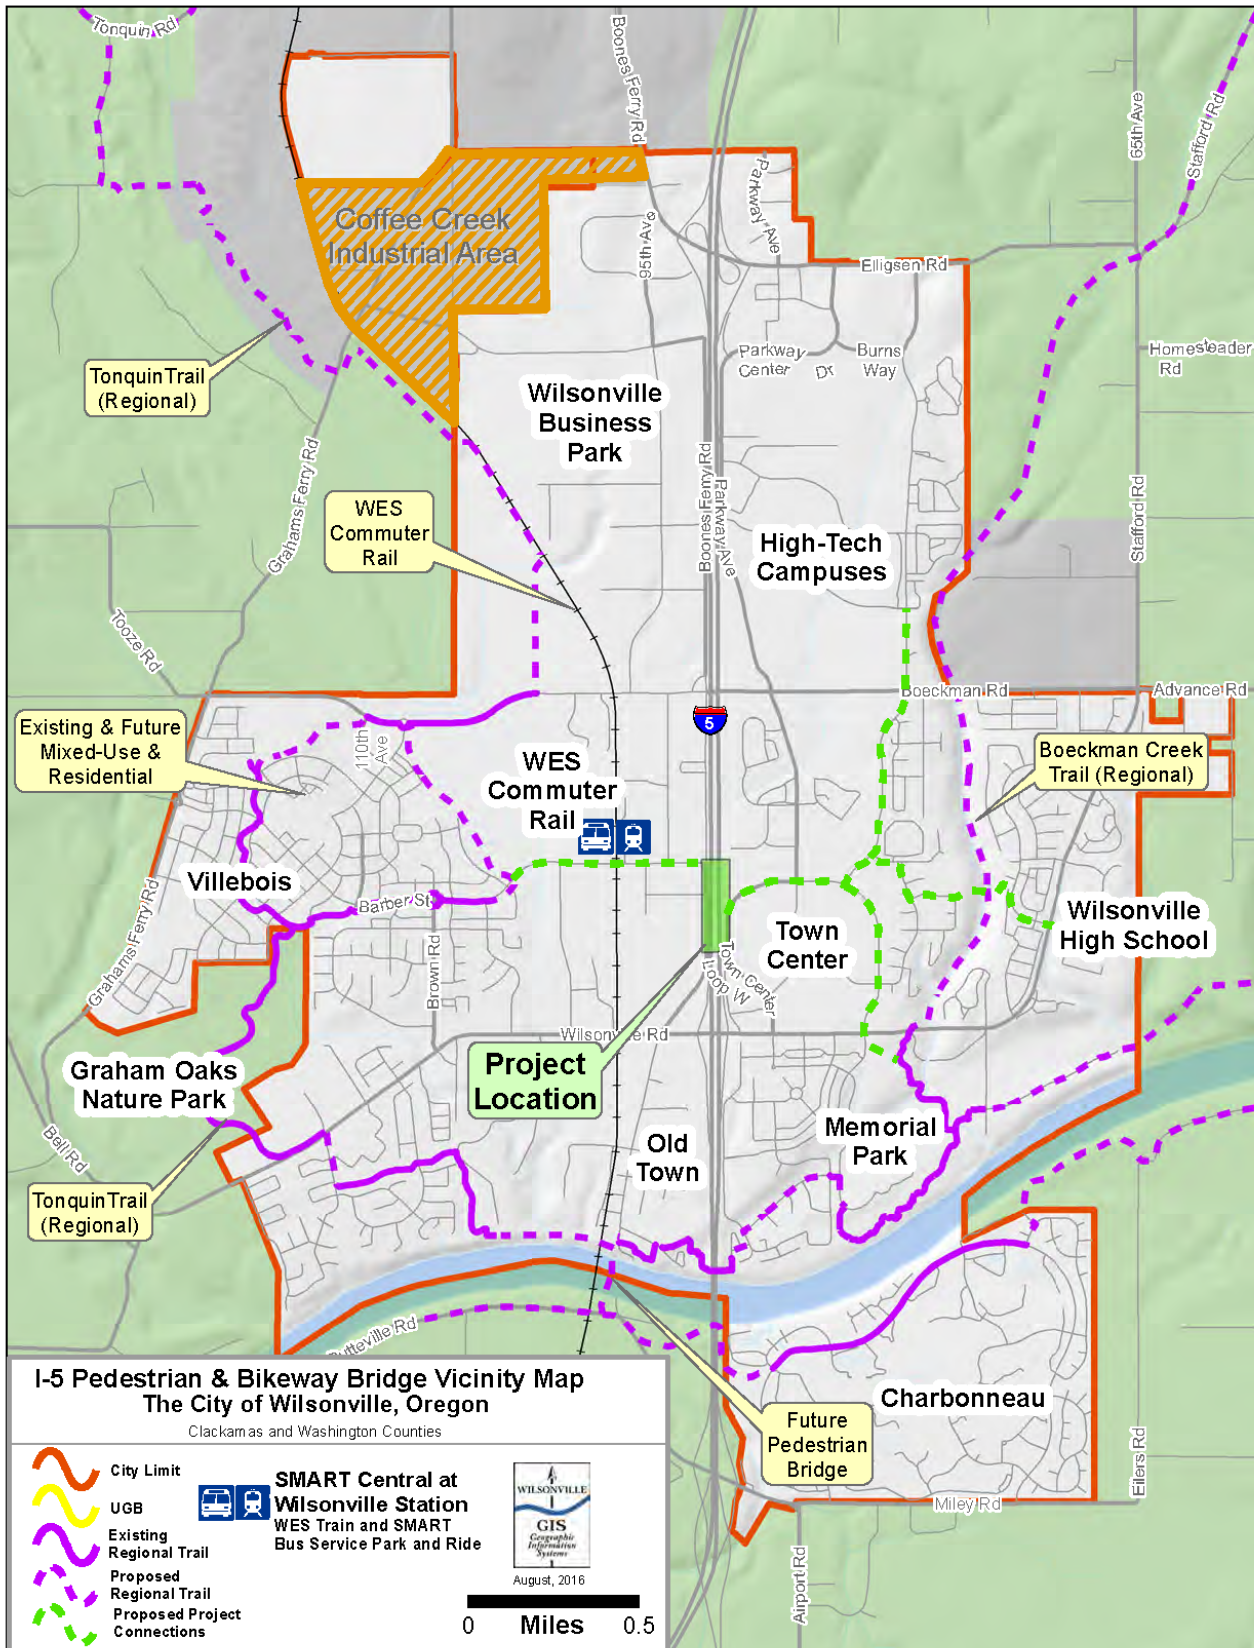 Tonquin Rd
Boones Ferry Rd
65th Ave
Stafford Rd
Parkway Ave
Coffee Creek
Industrial Area
95th Ave
Elligsen Rd
Tonquin Trail
(Regional)
Parkway
Center
Dr
Burns
Way
Homesteader
Rd
Wilsonville
Business
Park
Grahams Ferry Rd
Boones Ferry Rd
Parkway Ave
Stafford Rd
WES
Commuter
Rail
High-Tech
Campuses
Tooze Rd
Boeckman Rd
Advance Rd
5
Existing & Future
Mixed-Use &
Residential
110th
Ave
Boeckman Creek
Trail (Regional)
WES
Commuter
Rail
Villebois
Barber St
Grahams Ferry Rd
Brown Rd
Town
Center
Town Center
Loop W
Wilsonville
High School
Wilsonville Rd
Project
Location
Graham Oaks
Nature Park
Bell Rd
Memorial
Park
Old
Town
Tonquin Trail
(Regional)
Butteville Rd
Charbonneau
Future
Pedestrian
Bridge
Eilers Rd
Miley Rd
Airport Rd
I-5 Pedestrian & Bikeway Bridge Vicinity Map
The City of Wilsonville, Oregon
Clackamas and Washington Counties
City Limit
UGB
Existing
Regional Trail
Proposed
Regional Trail
Proposed Project
Connections
SMART Central at
Wilsonville Station
WES Train and SMART
Bus Service Park and Ride
WILSONVILLE
GIS
Geographic
Information
Systems
August, 2016
0 Miles 0.5